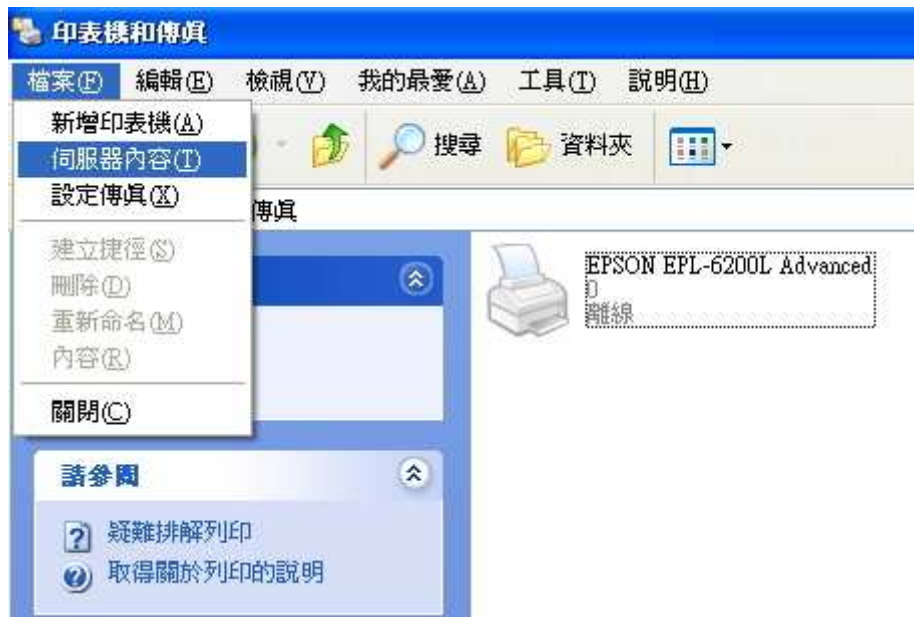 印表機和傳真
檔案(F) 編輯(E) 檢視(V) 我的最愛(A) 工具(T) 說明(H)
新增印表機(A)
伺服器內容(T)
設定傳真(X)
建立捷徑(S)
刪除(D)
重新命名(M)
內容(R)
關閉(C)
搜尋 資料夾
傳真
EPSON EPL-6200L Advanced
0
離線
請參閱
疑難排解列印
取得關於列印的說明